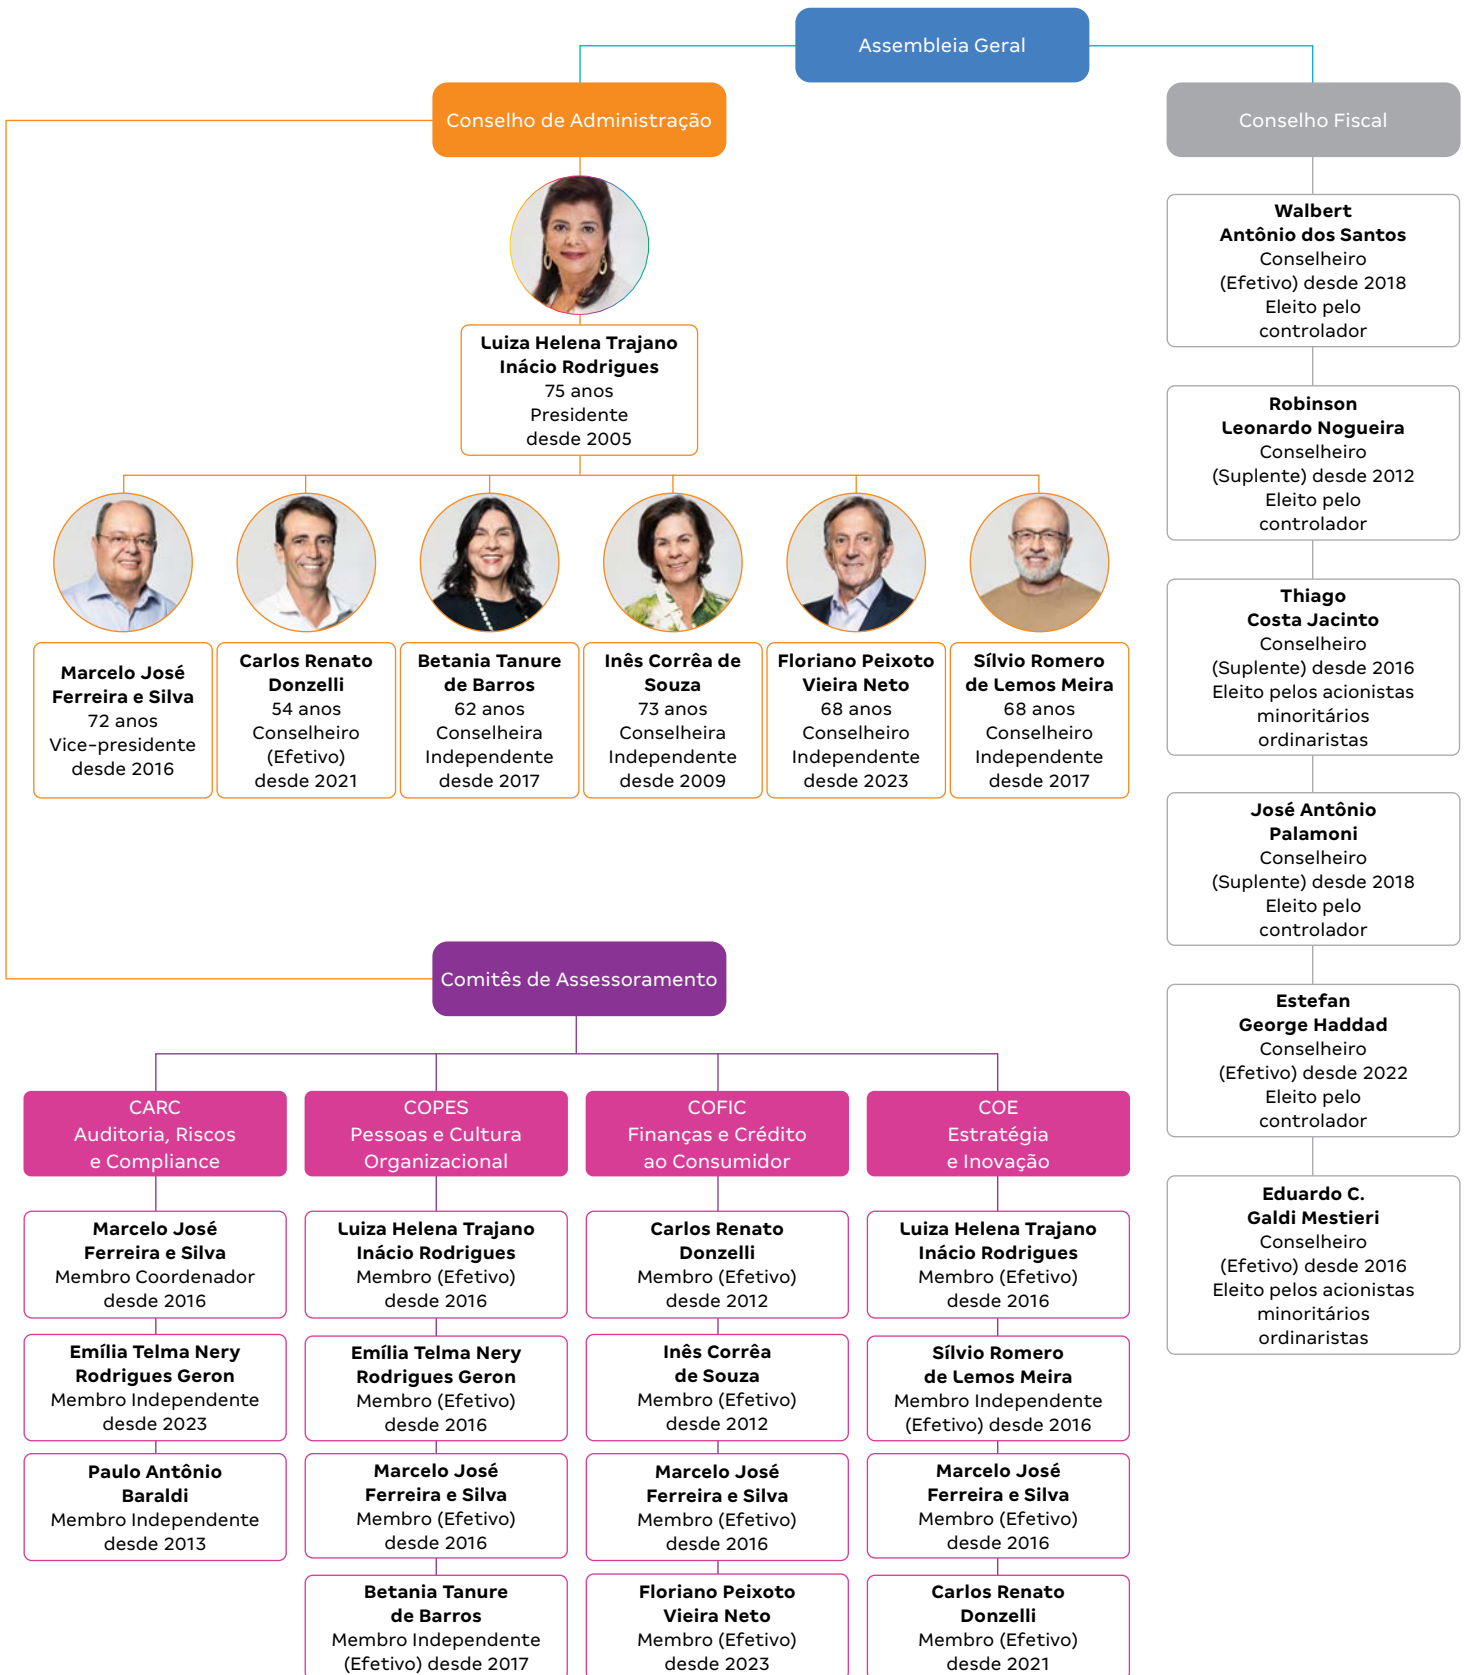 Assembleia Geral
Conselho de Administração
Luiza Helena Trajano
Inácio Rodrigues
75 anos
Presidente
desde 2005
Marcelo José
Ferreira e Silva
72 anos
Vice-presidente
desde 2016
Carlos Renato
Donzelli
54 anos
Conselheiro
(Efetivo)
desde 2021
Betania Tanure
de Barros
62 anos
Conselheira
Independente
desde 2017
Inês Corrêa de
Souza
73 anos
Conselheira
Independente
desde 2009
Floriano Peixoto
Vieira Neto
68 anos
Conselheiro
Independente
desde 2023
Sílvio Romero
de Lemos Meira
68 anos
Conselheiro
Independente
desde 2017
Conselho Fiscal
Walbert
Antônio dos Santos
Conselheiro
(Efetivo) desde 2018
Eleito pelo
controlador
Robinson
Leonardo Nogueira
Conselheiro
(Suplente) desde 2012
Eleito pelo
controlador
Thiago
Costa Jacinto
Conselheiro
(Suplente) desde 2016
Eleito pelos acionistas
minoritários
ordinaristas
José Antônio
Palamoni
Conselheiro
(Suplente) desde 2018
Eleito pelo
controlador
Estefan
George Haddad
Conselheiro
(Efetivo) desde 2022
Eleito pelo
controlador
Eduardo C.
Galdi Mestieri
Conselheiro
(Efetivo) desde 2016
Eleito pelos acionistas
minoritários
ordinaristas
Comitês de Assessoramento
CARC
Auditoria, Riscos
e Compliance
Marcelo José
Ferreira e Silva
Membro Coordenador
desde 2016
Emília Telma Nery
Rodrigues Geron
Membro Independente
desde 2023
Paulo Antônio
Baraldi
Membro Independente
desde 2013
COPES
Pessoas e Cultura
Organizacional
Luiza Helena Trajano
Inácio Rodrigues
Membro (Efetivo)
desde 2016
Emília Telma Nery
Rodrigues Geron
Membro (Efetivo)
desde 2016
Marcelo José
Ferreira e Silva
Membro (Efetivo)
desde 2016
Betania Tanure
de Barros
Membro Independente
(Efetivo) desde 2017
COFIC
Finanças e Crédito
ao Consumidor
Carlos Renato
Donzelli
Membro (Efetivo)
desde 2012
Inês Corrêa
de Souza
Membro (Efetivo)
desde 2012
Marcelo José
Ferreira e Silva
Membro (Efetivo)
desde 2016
Floriano Peixoto
Vieira Neto
Membro (Efetivo)
desde 2023
COE
Estratégia
e Inovação
Luiza Helena Trajano
Inácio Rodrigues
Membro (Efetivo)
desde 2016
Sílvio Romero
de Lemos Meira
Membro Independente
(Efetivo) desde 2016
Marcelo José
Ferreira e Silva
Membro (Efetivo)
desde 2016
Carlos Renato
Donzelli
Membro (Efetivo)
desde 2021